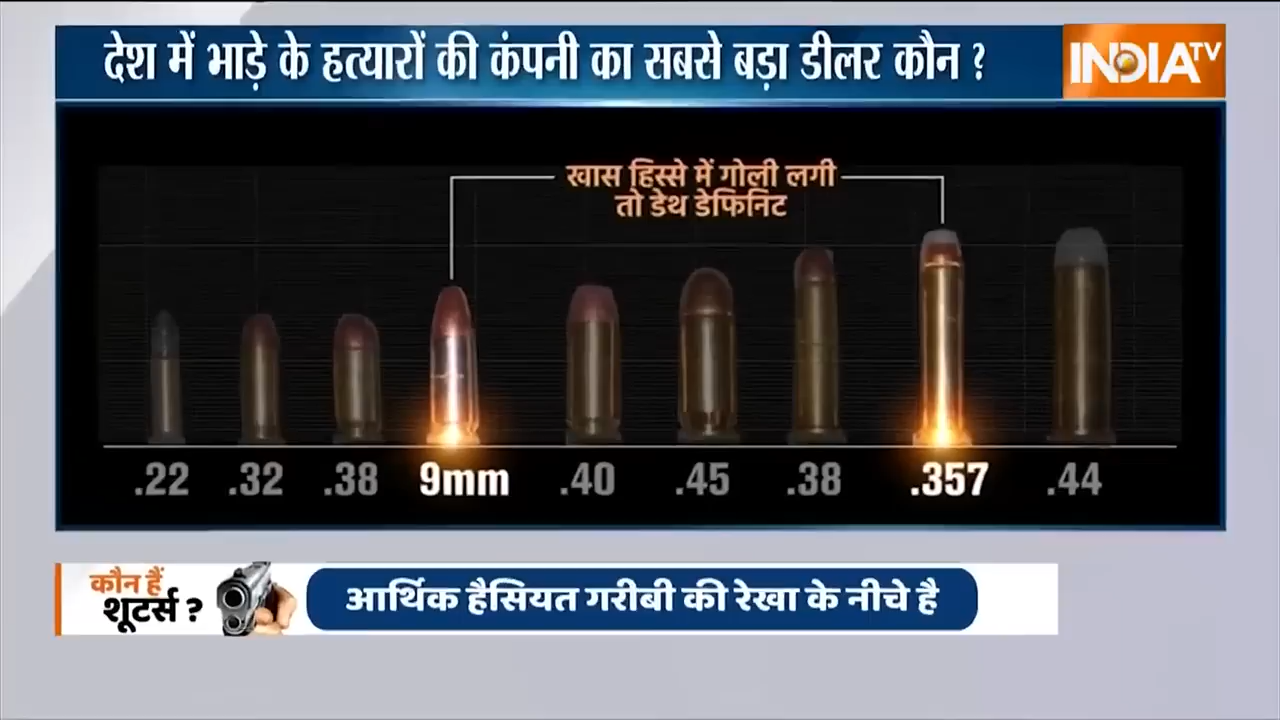 देश में भाड़े के हत्यारों की कंपनी का सबसे बड़ा डीलर कौन ?
INDIA TV
खास हिस्से में गोली लगी
तो डेथ डेफिनिट
.22 .32 .38 9mm .40 .45 .38 .357 .44
कौन हैं
शूटर्स ?
आर्थिक हैसियत गरीबी की रेखा के नीचे है